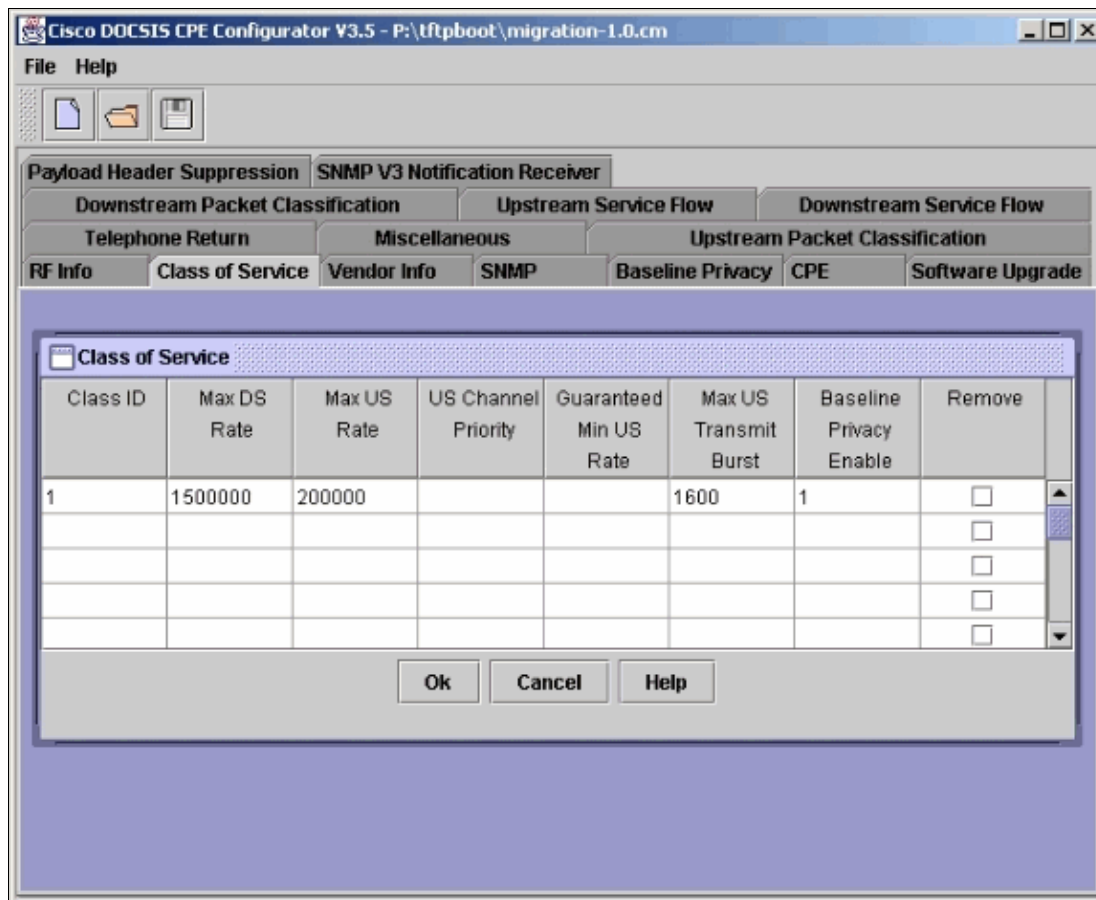 Cisco DOCSIS CPE Configurator V3.5 - P:\tftpboot\migration-1.0.cm
File Help
Payload Header Suppression SNMP V3 Notification Receiver
Downstream Packet Classification Upstream Service Flow Downstream Service Flow
Telephone Return Miscellaneous Upstream Packet Classification
RF Info Class of Service Vendor Info SNMP Baseline Privacy CPE Software Upgrade
Class of Service
Class ID Max DS Max US US Channel Guaranteed Max US Baseline Remove
Rate Rate Priority Min US Transmit Privacy
Rate Burst Enable
1 1500000 200000 1600 1
Ok Cancel Help